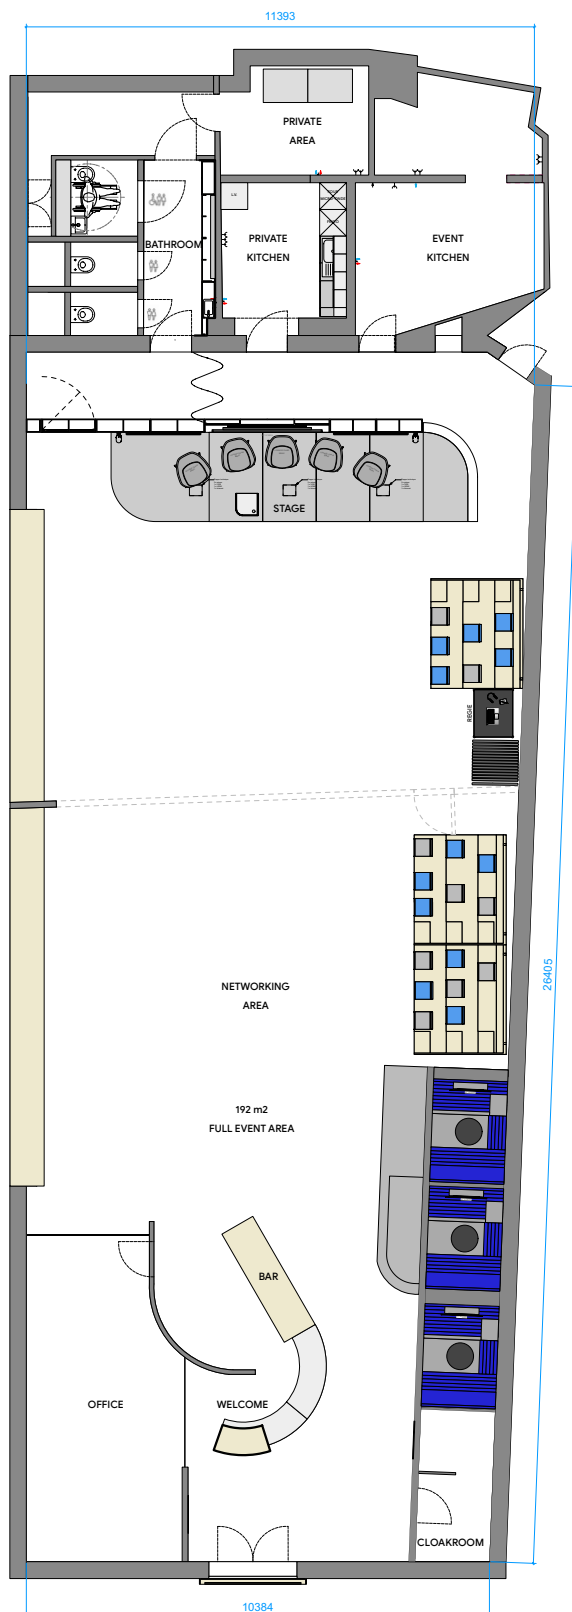 11393
PRIVATE
AREA
BATHROOM
PRIVATE
KITCHEN
EVENT
KITCHEN
STAGE
REGIE
26405
NETWORKING
AREA
192 m2
FULL EVENT AREA
BAR
OFFICE
WELCOME
CLOAKROOM
10384